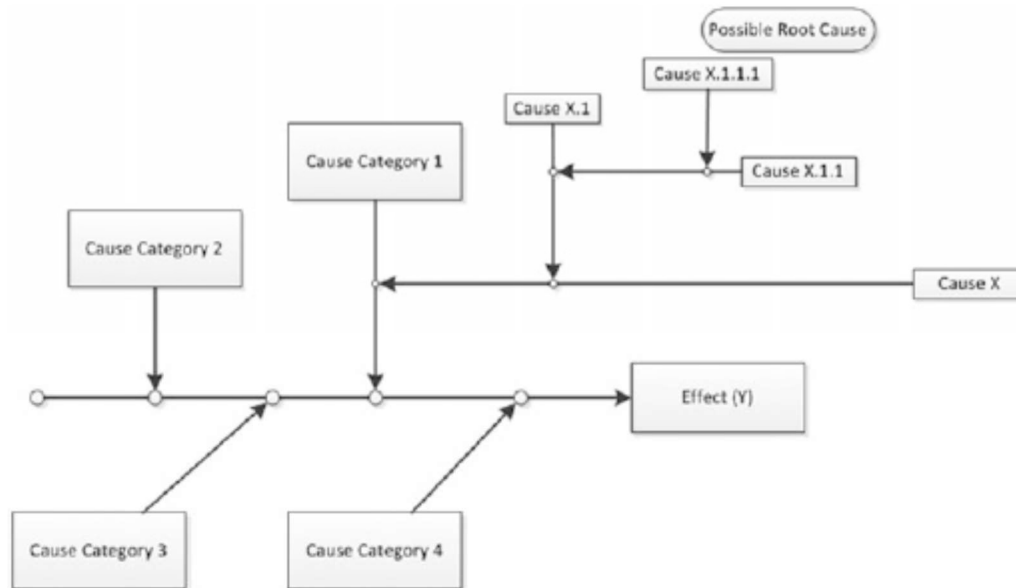 Possible Root Cause
Cause X.1.1.1
Cause X.1
Cause Category 1
Cause X.1.1
Cause Category 2
Cause X
Effect (Y)
Cause Category 3
Cause Category 4